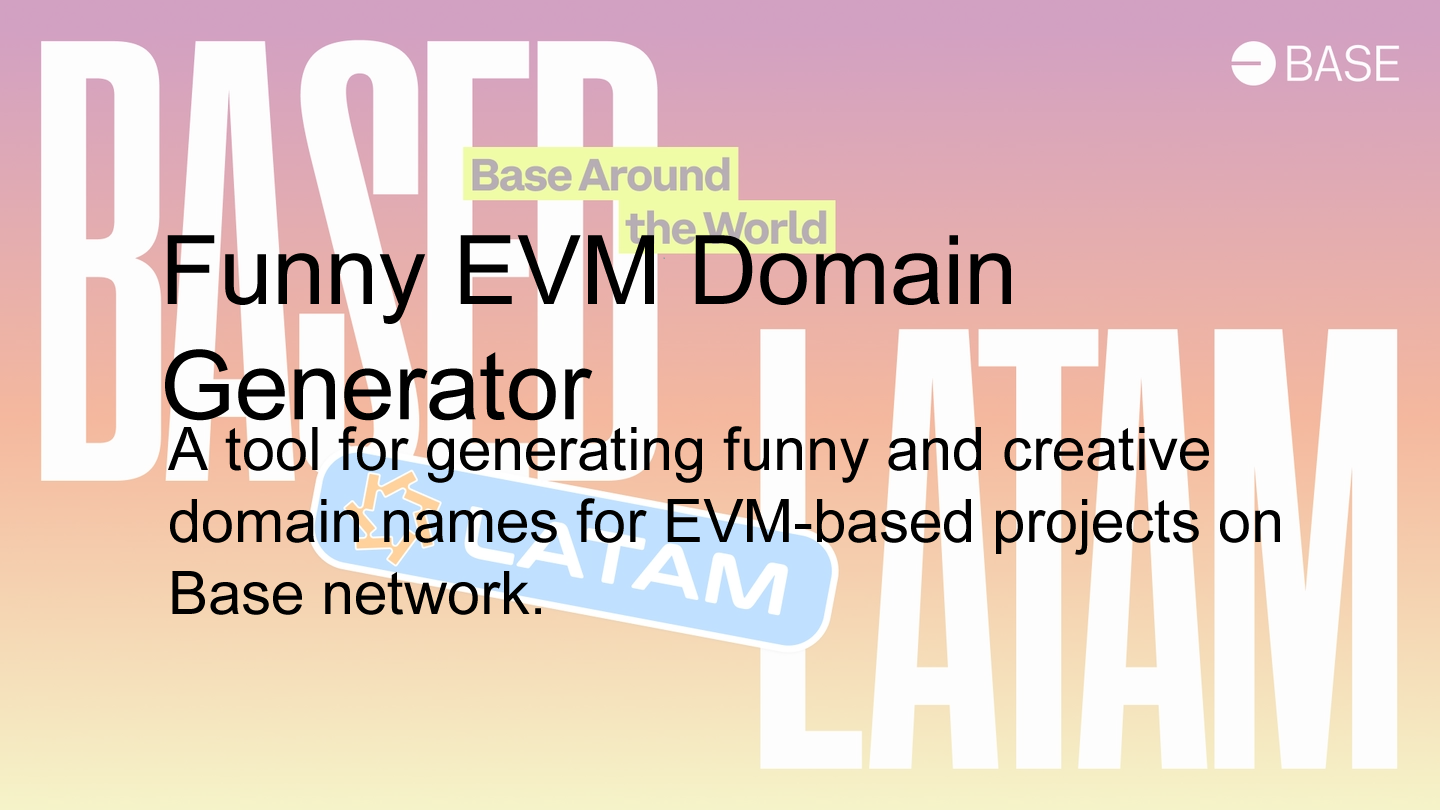 BASED
BASE
Base Around
the World
Funny EVM Domain
Generator
A tool for generating funny and creative
domain names for EVM-based projects on
Base network.
LATAM
LATAM